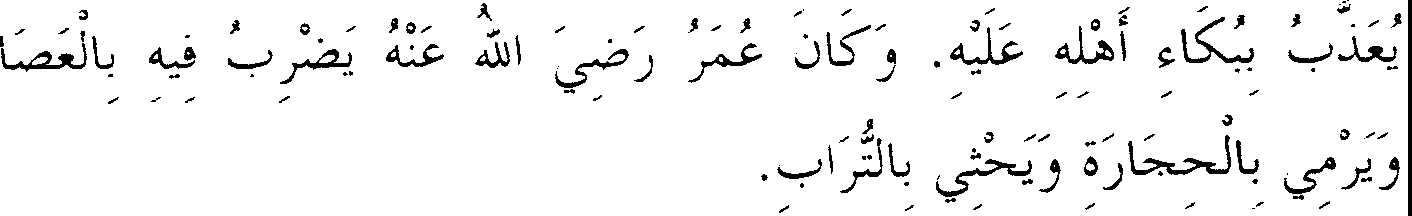 يُعَذَّبُ بِبُكَاءِ أَهْلِهِ عَلَيْهِ. وَكَانَ عُمَرُ رَضِيَ اللهُ عَنْهُ يَضْرِبُ فِيهِ بِالْعَصَا
وَيَرْمِي بِالْحِجَارَةِ وَيَحْثِي بِالتُّرَابِ.